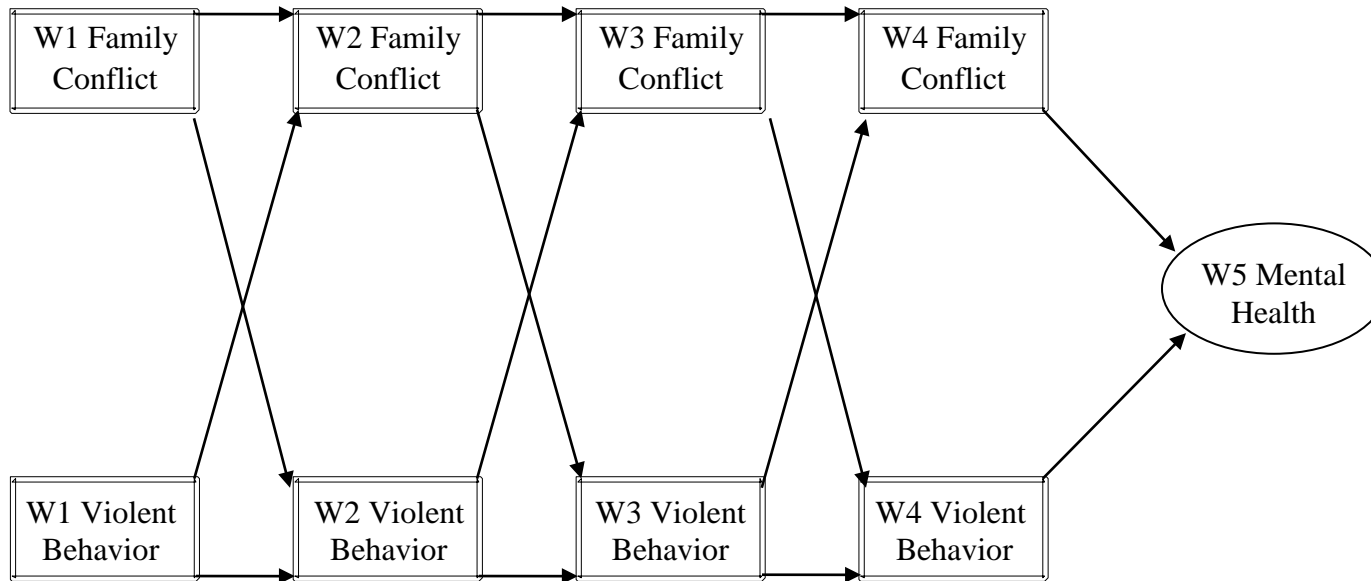 W1 Family
Conflict
W2 Family
Conflict
W3 Family
Conflict
W4 Family
Conflict
W5 Mental
Health
W1 Violent
Behavior
W2 Violent
Behavior
W3 Violent
Behavior
W4 Violent
Behavior